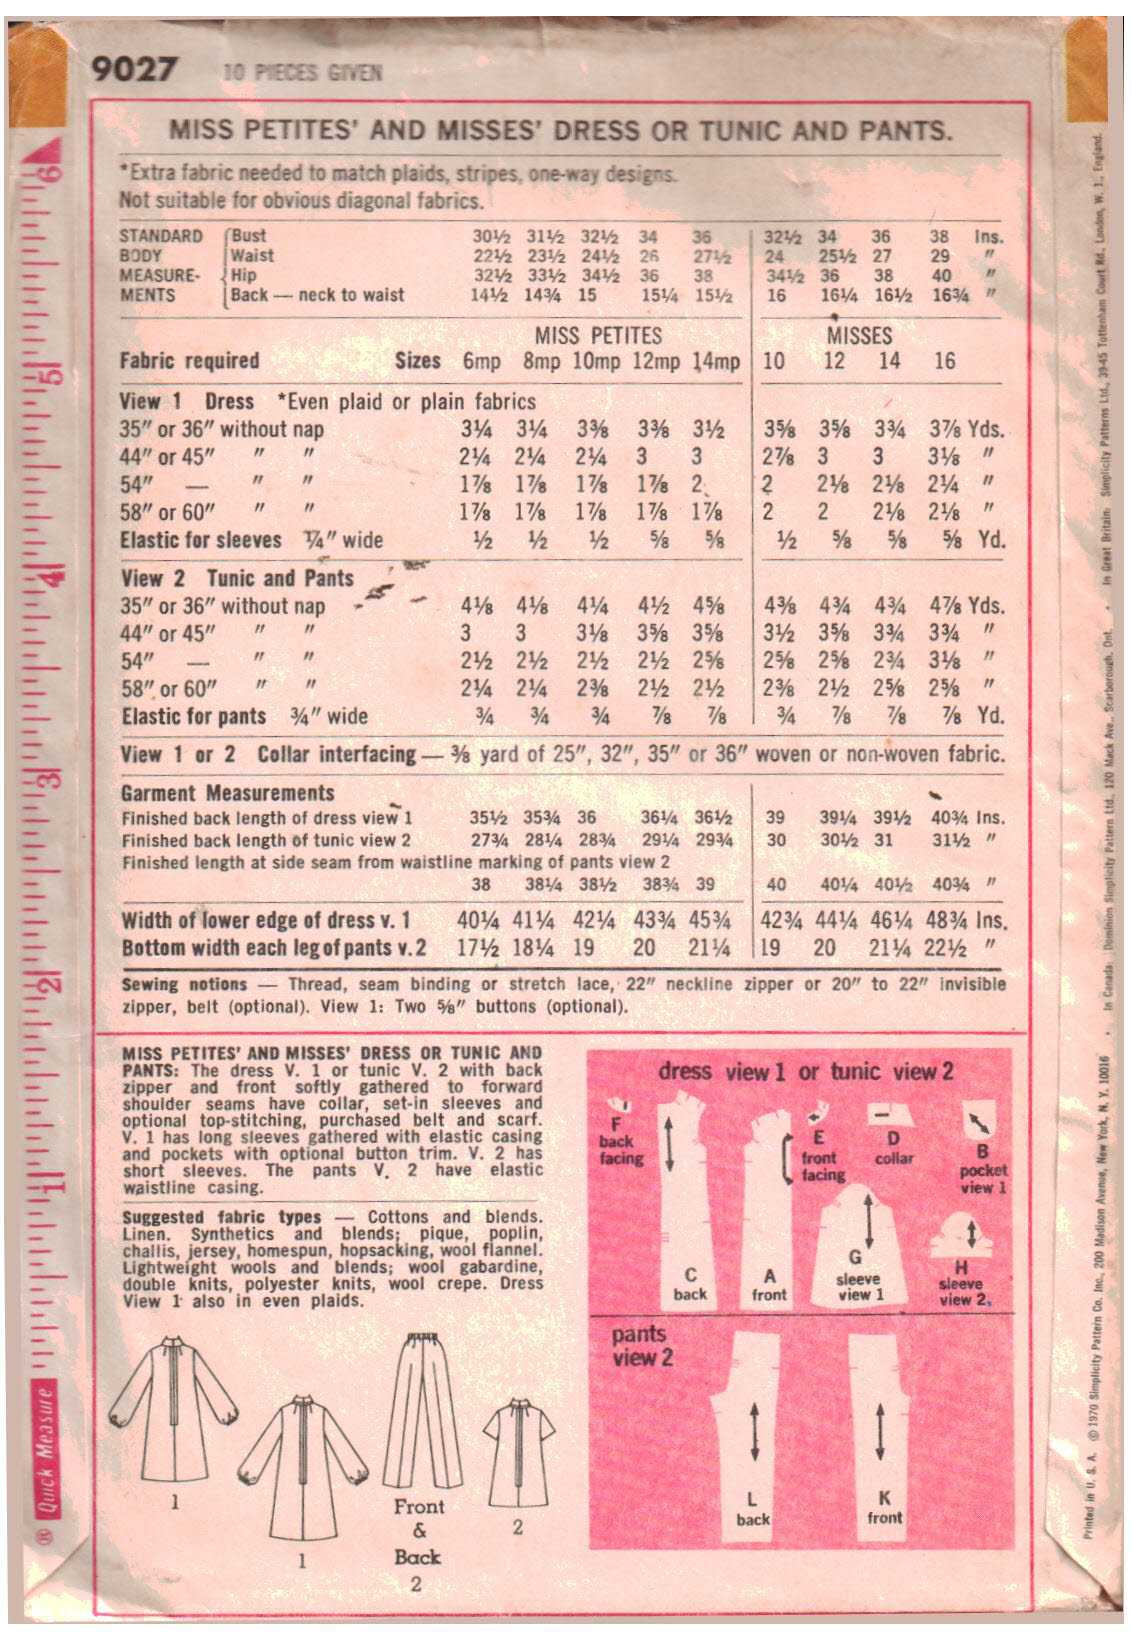 9027 10 PIECES GIVEN
MISS PETITES' AND MISSES' DRESS OR TUNIC AND PANTS.
*Extra fabric needed to match plaids, stripes, one-way designs.
Not suitable for obvious diagonal fabrics.
STANDARD Bust 30½ 31½ 32½ 34 36 32½ 34 36 38 Ins.
BODY Waist 22½ 23½ 24½ 26 27½ 24 25½ 27 29 "
MEASURE- Hip 32½ 33½ 34½ 36 38 34½ 36 38 40 "
MENTS Back — neck to waist 14½ 14¾ 15 15¼ 15½ 16 16¼ 16½ 16¾ "
MISS PETITES MISSES
Fabric required Sizes 6mp 8mp 10mp 12mp 14mp 10 12 14 16
View 1 Dress *Even plaid or plain fabrics
35" or 36" without nap 3¼ 3¼ 3⅜ 3⅜ 3½ 3⅝ 3⅝ 3¾ 3⅞ Yds.
44" or 45" " " 2¼ 2¼ 2¼ 3 3 2⅞ 3 3 3⅛ "
54" — " " 1⅞ 1⅞ 1⅞ 1⅞ 2 2 2⅛ 2⅛ 2¼ "
58" or 60" " " 1⅞ 1⅞ 1⅞ 1⅞ 1⅞ 2 2 2⅛ 2⅛ "
Elastic for sleeves ¼" wide ½ ½ ½ ⅝ ⅝ ½ ⅝ ⅝ ⅝ Yd.
View 2 Tunic and Pants
35" or 36" without nap 4⅛ 4⅛ 4¼ 4½ 4⅝ 4⅜ 4¾ 4¾ 4⅞ Yds.
44" or 45" " " 3 3 3⅛ 3⅝ 3⅝ 3½ 3⅝ 3¾ 3¾ "
54" — " " 2½ 2½ 2½ 2½ 2⅝ 2⅝ 2⅝ 2¾ 3⅛ "
58" or 60" " " 2¼ 2¼ 2⅜ 2½ 2½ 2⅜ 2½ 2⅝ 2⅝ "
Elastic for pants ¾" wide ¾ ¾ ¾ ⅞ ⅞ ¾ ⅞ ⅞ ⅞ Yd.
View 1 or 2 Collar interfacing — ⅜ yard of 25", 32", 35" or 36" woven or non-woven fabric.
Garment Measurements
Finished back length of dress view 1 35½ 35¾ 36 36¼ 36½ 39 39¼ 39½ 40¾ Ins.
Finished back length of tunic view 2 27¾ 28¼ 28¾ 29¼ 29¾ 30 30½ 31 31½ "
Finished length at side seam from waistline marking of pants view 2
38 38¼ 38½ 38¾ 39 40 40¼ 40½ 40¾ "
Width of lower edge of dress v. 1 40¼ 41¼ 42¼ 43¾ 45¾ 42¾ 44¼ 46¼ 48¾ Ins.
Bottom width each leg of pants v. 2 17½ 18¼ 19 20 21¼ 19 20 21¼ 22½ "
Sewing notions — Thread, seam binding or stretch lace, 22" neckline zipper or 20" to 22" invisible
zipper, belt (optional). View 1: Two ⅝" buttons (optional).
MISS PETITES' AND MISSES' DRESS OR TUNIC AND
PANTS: The dress V. 1 or tunic V. 2 with back
zipper and front softly gathered to forward
shoulder seams have collar, set-in sleeves and
optional top-stitching, purchased belt and scarf.
V. 1 has long sleeves gathered with elastic casing
and pockets with optional button trim. V. 2 has
short sleeves. The pants V. 2 have elastic
waistline casing.
Suggested fabric types — Cottons and blends.
Linen. Synthetics and blends; pique, poplin,
challis, jersey, homespun, hopsacking, wool flannel.
Lightweight wools and blends; wool gabardine,
double knits, polyester knits, wool crepe. Dress
View 1 also in even plaids.
1
1
Front
&
Back
2
2
dress view 1 or tunic view 2
F
back
facing
E
front
facing
D
collar
B
pocket
view 1
C
back
A
front
G
sleeve
view 1
H
sleeve
view 2.
pants
view 2
L
back
K
front
6
5
4
3
2
1
® Quick Measure
Printed in U. S. A. ©1970 Simplicity Pattern Co. Inc., 200 Madison Avenue, New York, N. Y. 10016 • In Canada: Dominion Simplicity Pattern Ltd., 120 Mack Ave., Scarborough, Ont. • In Great Britain: Simplicity Patterns Ltd., 39-45 Tottenham Court Rd., London, W. 1., England.